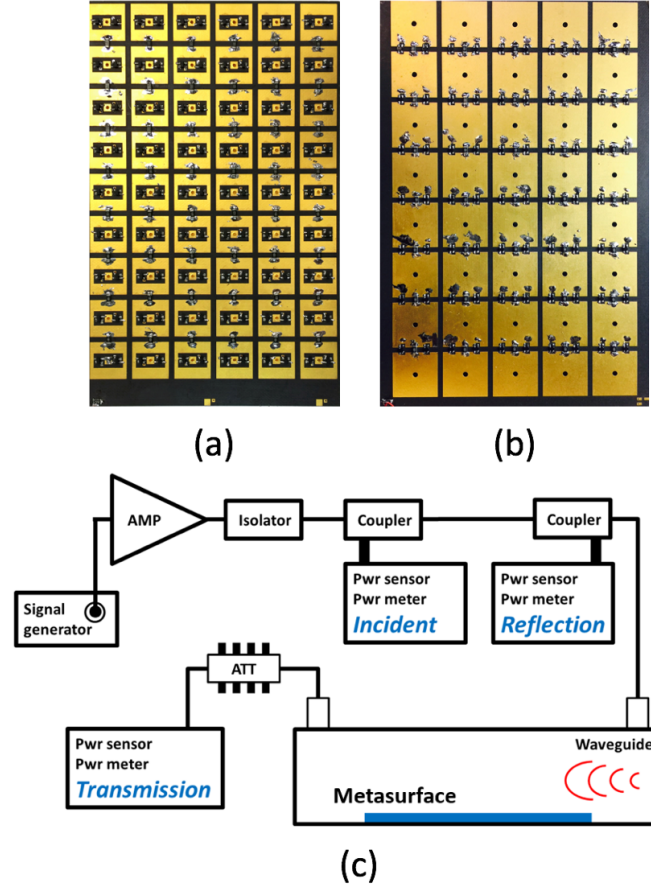 (a)
(b)
AMP
Isolator
Coupler
Coupler
Signal
generator
Pwr sensor
Pwr meter
Incident
Pwr sensor
Pwr meter
Reflection
ATT
Pwr sensor
Pwr meter
Transmission
Waveguide
Metasurface
(c)